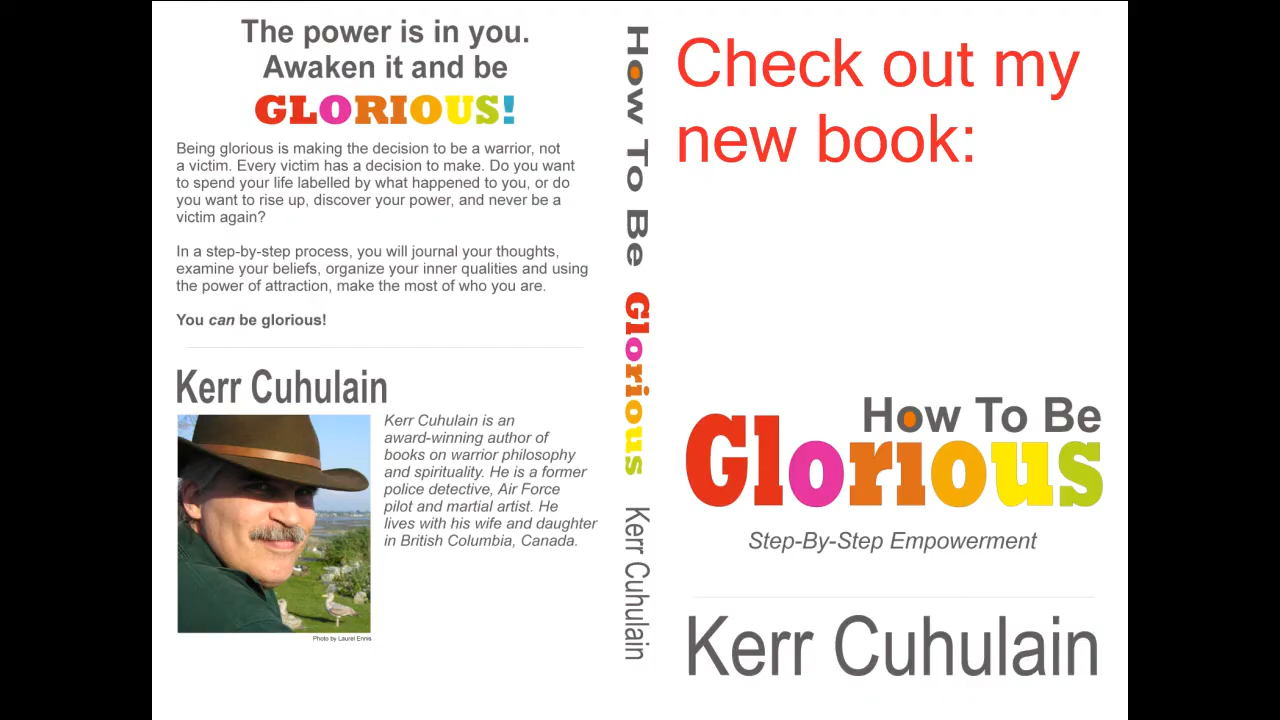 The power is in you.
Awaken it and be
GLORIOUS!
Being glorious is making the decision to be a warrior, not
a victim. Every victim has a decision to make. Do you want
to spend your life labelled by what happened to you, or do
you want to rise up, discover your power, and never be a
victim again?
In a step-by-step process, you will journal your thoughts,
examine your beliefs, organize your inner qualities and using
the power of attraction, make the most of who you are.
You can be glorious!
Kerr Cuhulain
Kerr Cuhulain is an
award-winning author of
books on warrior philosophy
and spirituality. He is a former
police detective, Air Force
pilot and martial artist. He
lives with his wife and daughter
in British Columbia, Canada.
Photo by Laurel Ennis
How To Be Glorious Kerr Cuhulain
Check out my
new book:
How To Be
Glorious
Step-By-Step Empowerment
Kerr Cuhulain